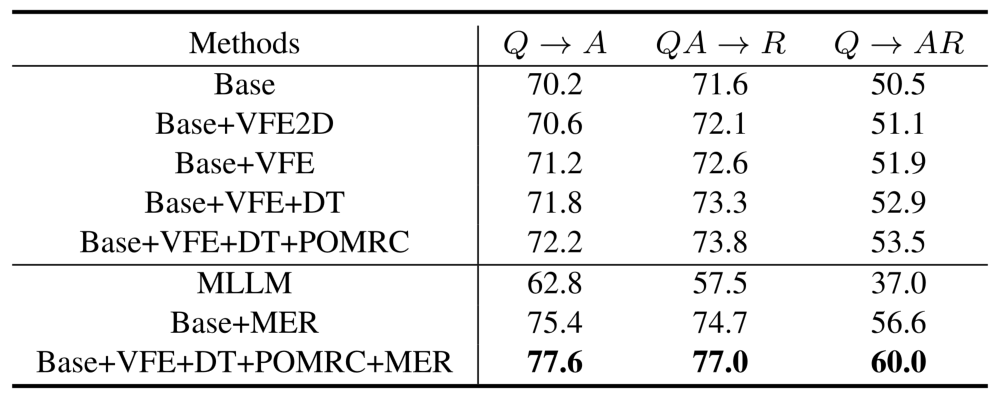 Methods Q → A QA → R Q → AR
Base 70.2 71.6 50.5
Base+VFE2D 70.6 72.1 51.1
Base+VFE 71.2 72.6 51.9
Base+VFE+DT 71.8 73.3 52.9
Base+VFE+DT+POMRC 72.2 73.8 53.5
MLLM 62.8 57.5 37.0
Base+MER 75.4 74.7 56.6
Base+VFE+DT+POMRC+MER 77.6 77.0 60.0